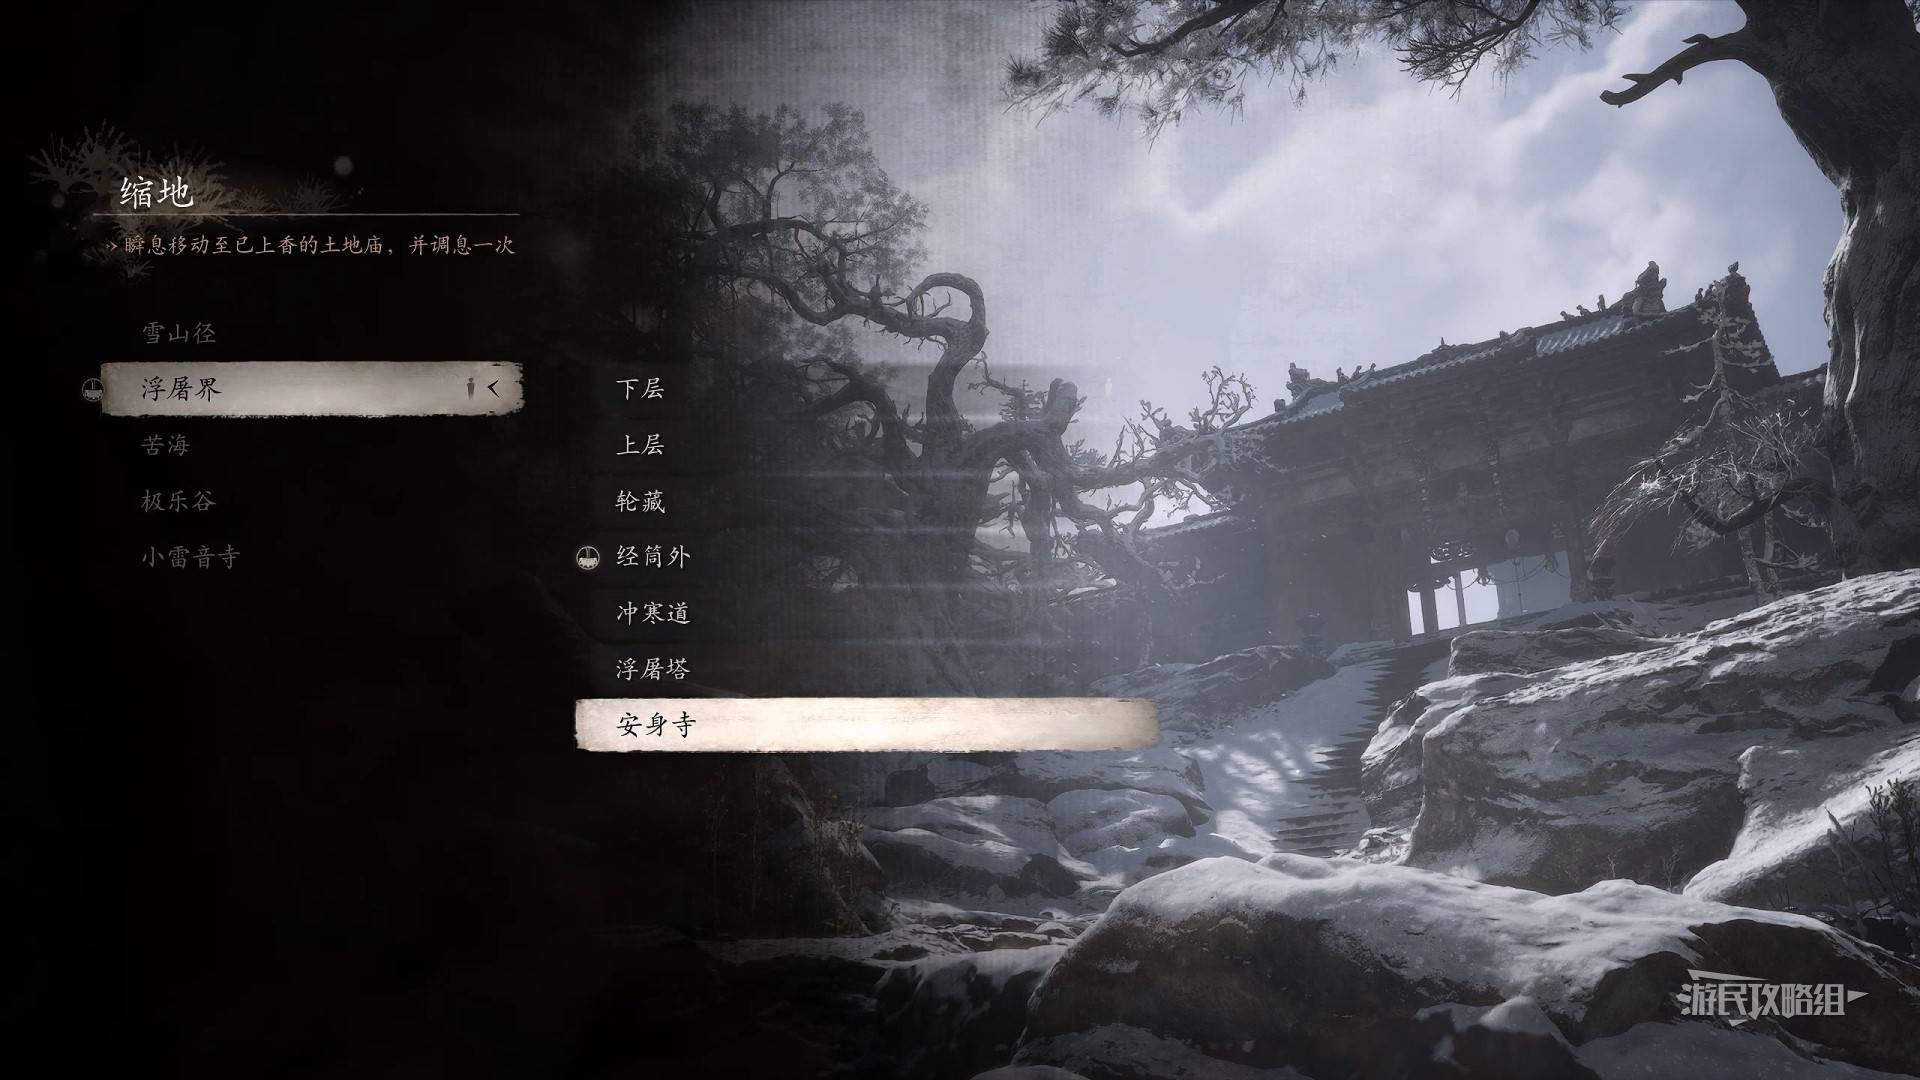 缩地
瞬息移动至已上香的土地庙，并调息一次
雪山径
浮屠界
苦海
极乐谷
小雷音寺
下层
上层
轮藏
经筒外
冲寒道
浮屠塔
安身寺
游民攻略组